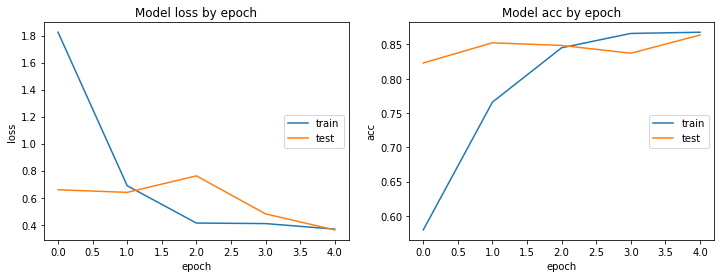 Model loss by epoch
1.8
1.6
1.4
1.2
1.0
0.8
0.6
0.4
loss
train
test
0.0 0.5 1.0 1.5 2.0 2.5 3.0 3.5 4.0
epoch
Model acc by epoch
0.85
0.80
0.75
0.70
0.65
0.60
acc
train
test
0.0 0.5 1.0 1.5 2.0 2.5 3.0 3.5 4.0
epoch